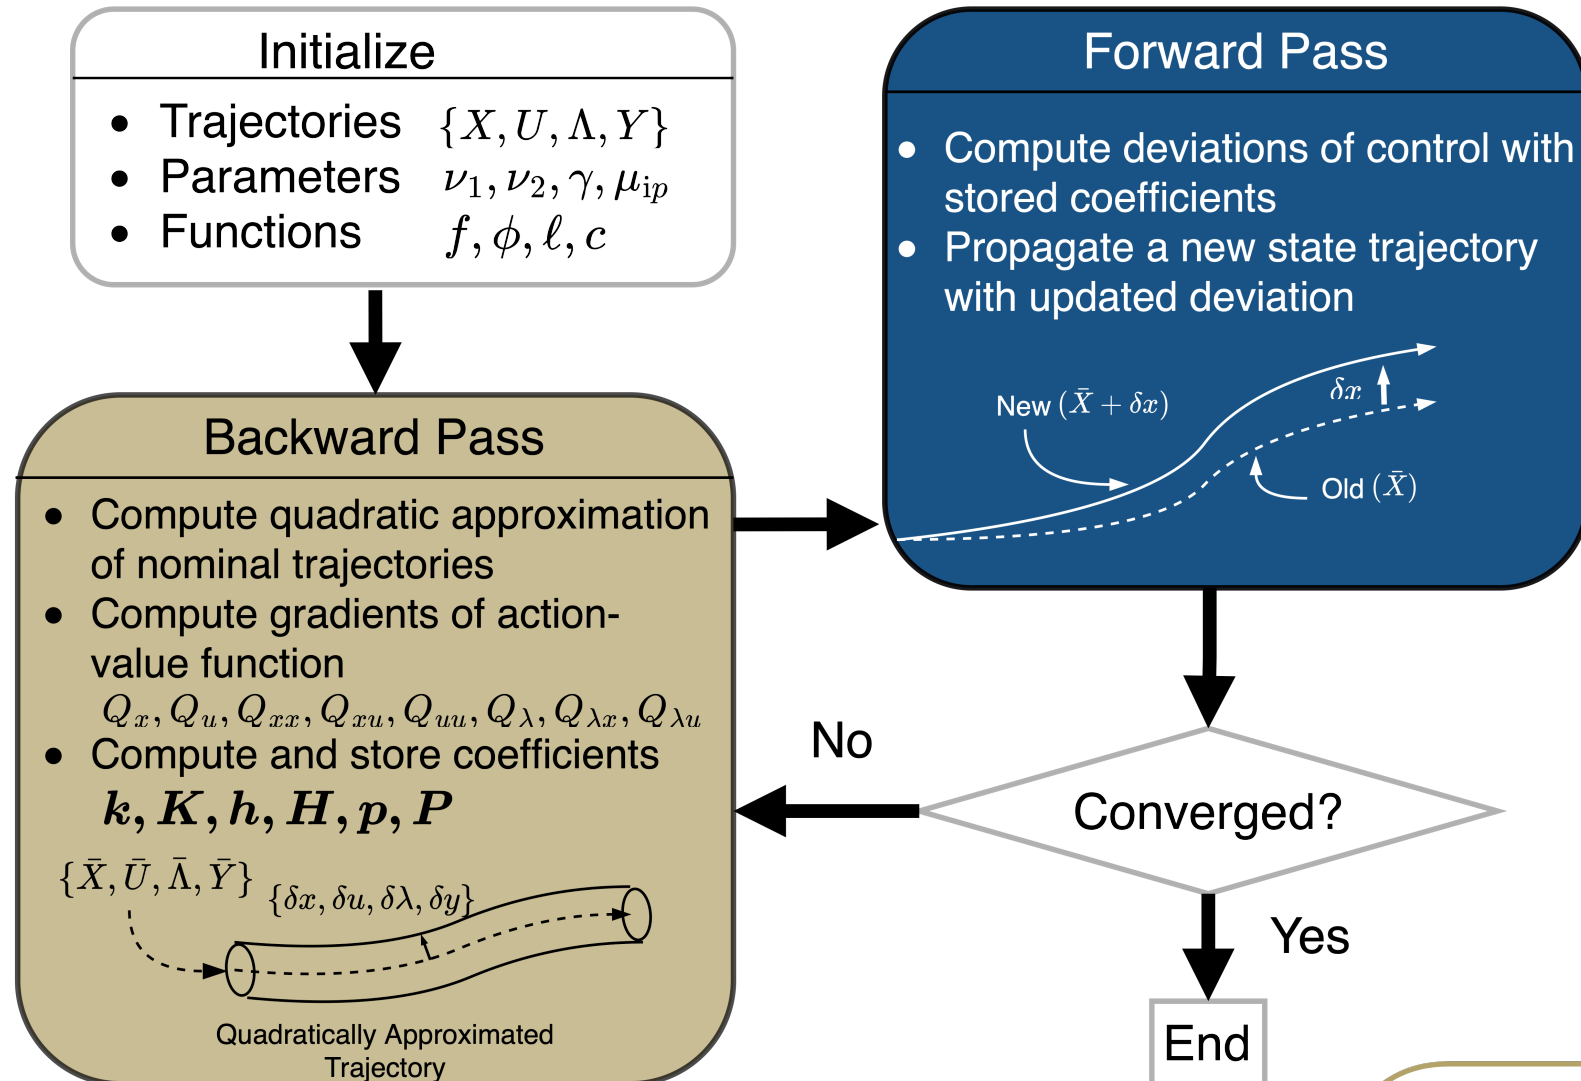 Initialize
• Trajectories {X, U, Λ, Y}
• Parameters ν₁, ν₂, γ, μ_ip
• Functions f, ϕ, ℓ, c
Backward Pass
• Compute quadratic approximation
of nominal trajectories
• Compute gradients of action-
value function
Qₓ, Q_u, Q_xx, Q_xu, Q_uu, Q_λ, Q_λx, Q_λu
• Compute and store coefficients
k, K, h, H, p, P
{X̄, Ū, Λ̄, Ȳ}
{δx, δu, δλ, δy}
Quadratically Approximated
Trajectory
Forward Pass
• Compute deviations of control with
stored coefficients
• Propagate a new state trajectory
with updated deviation
New (X̄ + δx)
δx
Old (X̄)
No
Converged?
Yes
End